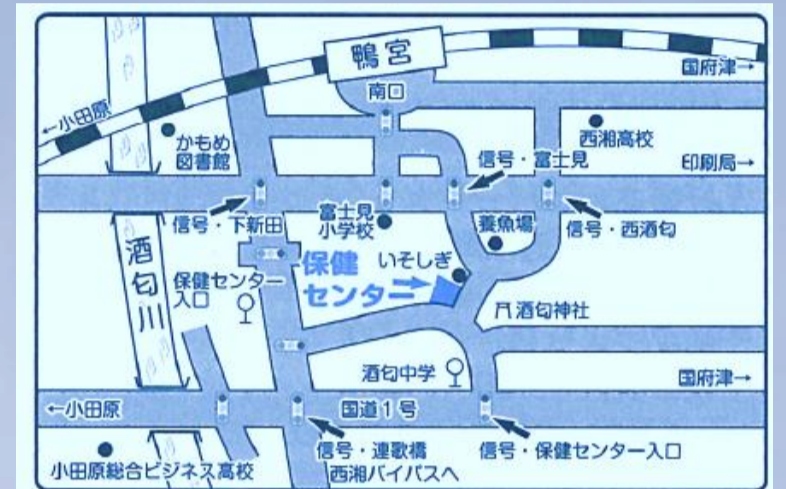 鴨宮
国府津→
南口
←小田原
かもめ
図書館
西湘高校
信号・富士見
印刷局→
信号・下新田
富士見
小学校
養魚場
信号・西酒匂
酒匂川
保健センター
入口
保健
センター
いそしぎ
酒匂神社
酒匂中学
国府津→
←小田原
国道1号
信号・連歌橋
信号・保健センター入口
小田原総合ビジネス高校
西湘バイパスへ